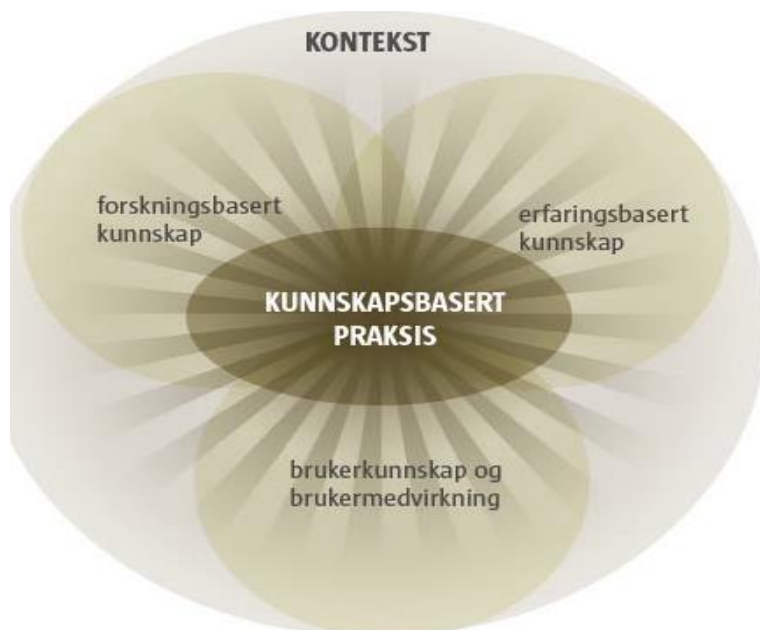 KONTEKST
forskningsbasert
kunnskap
erfaringsbasert
kunnskap
KUNNSKAPSBASERT
PRAKSIS
brukerkunnskap og
brukermedvirkning